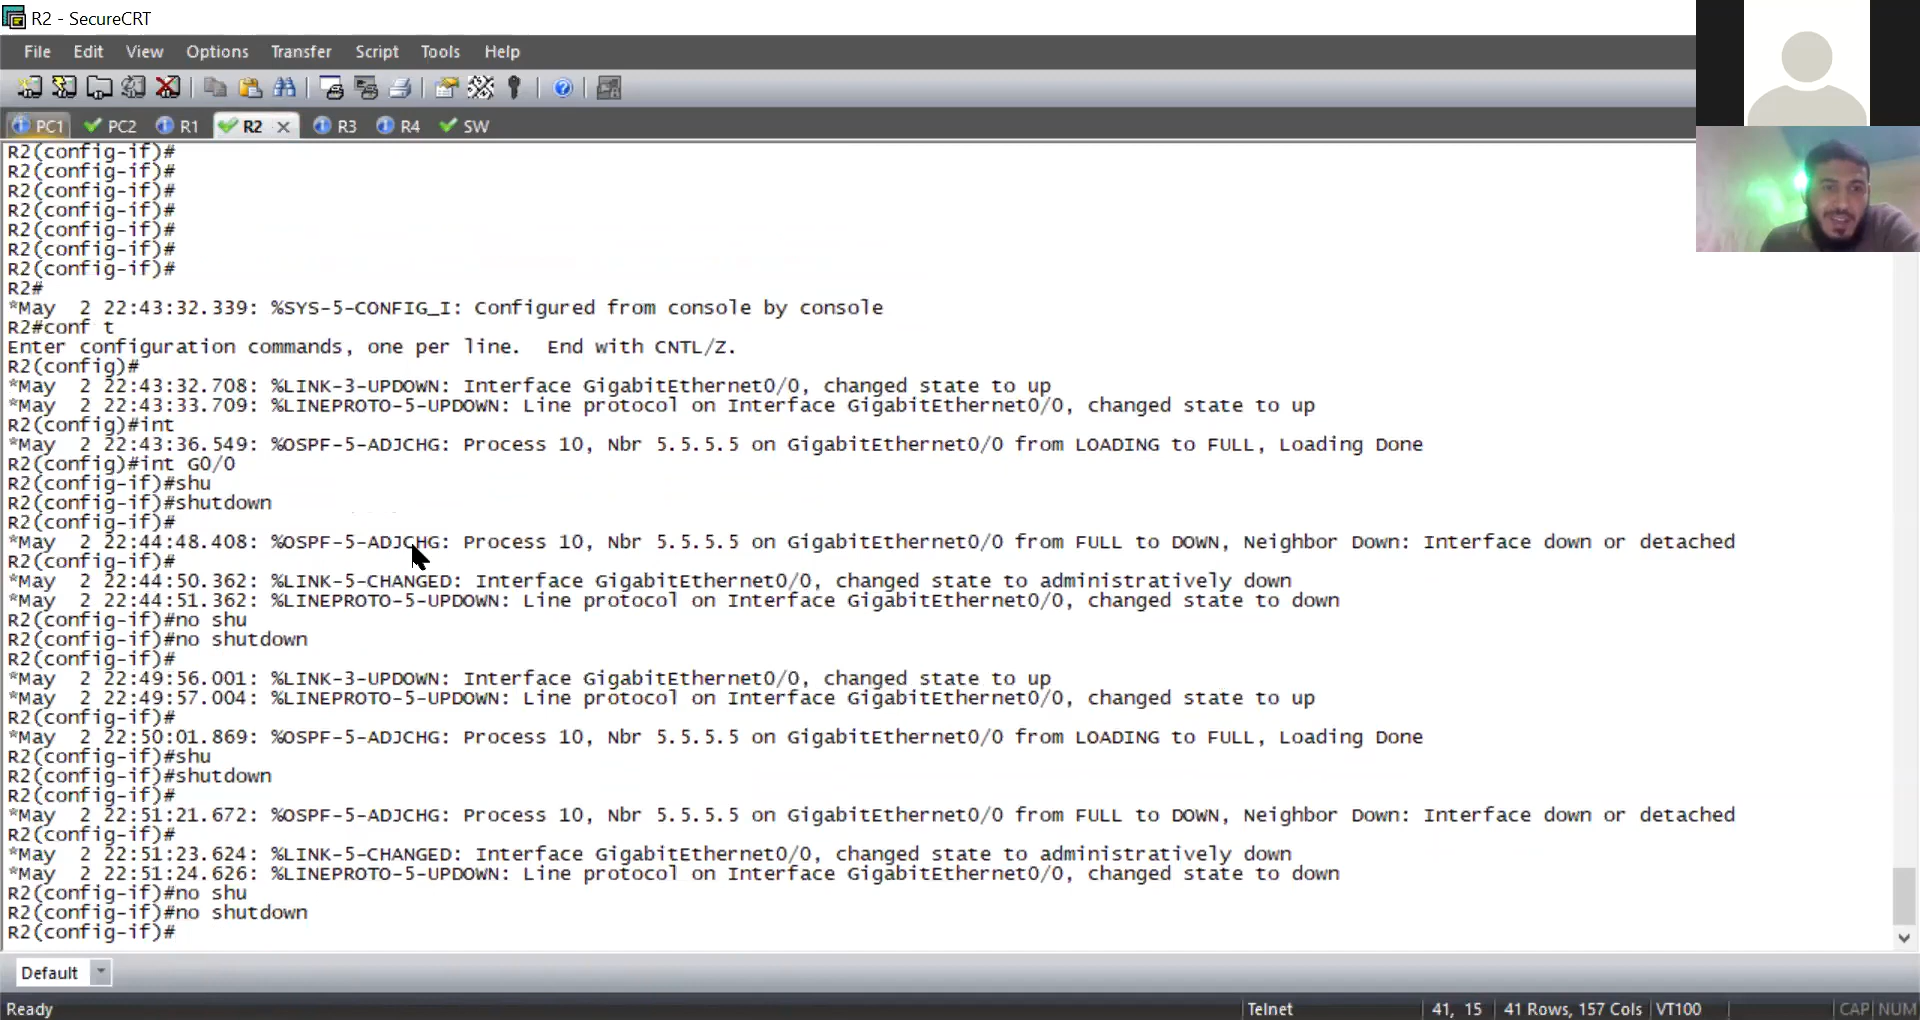 R2 - SecureCRT
File Edit View Options Transfer Script Tools Help
PC1 PC2 R1 R2 R3 R4 SW
R2(config-if)#
R2(config-if)#
R2(config-if)#
R2(config-if)#
R2(config-if)#
R2(config-if)#
R2(config-if)#
R2#
*May  2 22:43:32.339: %SYS-5-CONFIG_I: Configured from console by console
R2#conf t
Enter configuration commands, one per line.  End with CNTL/Z.
R2(config)#
*May  2 22:43:32.708: %LINK-3-UPDOWN: Interface GigabitEthernet0/0, changed state to up
*May  2 22:43:33.709: %LINEPROTO-5-UPDOWN: Line protocol on Interface GigabitEthernet0/0, changed state to up
R2(config)#int
*May  2 22:43:36.549: %OSPF-5-ADJCHG: Process 10, Nbr 5.5.5.5 on GigabitEthernet0/0 from LOADING to FULL, Loading Done
R2(config)#int G0/0
R2(config-if)#shu
R2(config-if)#shutdown
R2(config-if)#
*May  2 22:44:48.408: %OSPF-5-ADJCHG: Process 10, Nbr 5.5.5.5 on GigabitEthernet0/0 from FULL to DOWN, Neighbor Down: Interface down or detached
R2(config-if)#
*May  2 22:44:50.362: %LINK-5-CHANGED: Interface GigabitEthernet0/0, changed state to administratively down
*May  2 22:44:51.362: %LINEPROTO-5-UPDOWN: Line protocol on Interface GigabitEthernet0/0, changed state to down
R2(config-if)#no shu
R2(config-if)#no shutdown
R2(config-if)#
*May  2 22:49:56.001: %LINK-3-UPDOWN: Interface GigabitEthernet0/0, changed state to up
*May  2 22:49:57.004: %LINEPROTO-5-UPDOWN: Line protocol on Interface GigabitEthernet0/0, changed state to up
R2(config-if)#
*May  2 22:50:01.869: %OSPF-5-ADJCHG: Process 10, Nbr 5.5.5.5 on GigabitEthernet0/0 from LOADING to FULL, Loading Done
R2(config-if)#shu
R2(config-if)#shutdown
R2(config-if)#
*May  2 22:51:21.672: %OSPF-5-ADJCHG: Process 10, Nbr 5.5.5.5 on GigabitEthernet0/0 from FULL to DOWN, Neighbor Down: Interface down or detached
R2(config-if)#
*May  2 22:51:23.624: %LINK-5-CHANGED: Interface GigabitEthernet0/0, changed state to administratively down
*May  2 22:51:24.626: %LINEPROTO-5-UPDOWN: Line protocol on Interface GigabitEthernet0/0, changed state to down
R2(config-if)#no shu
R2(config-if)#no shutdown
R2(config-if)#
Default
Ready Telnet 41, 15 41 Rows, 157 Cols VT100 CAP NUM